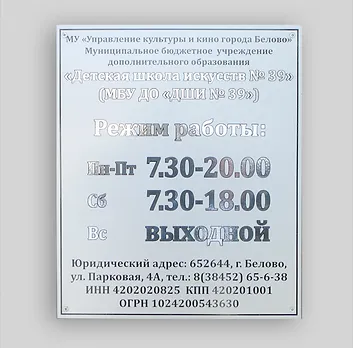 МУ «Управление культуры и кино города Белово»
Муниципальное бюджетное учреждение
дополнительного образования
«Детская школа искусств № 39»
(МБУ ДО «ДШИ № 39»)
Режим работы:
Пн-Пт 7.30-20.00
Сб 7.30-18.00
Вс ВЫХОДНОЙ
Юридический адрес: 652644, г. Белово,
ул. Парковая, 4А, тел.: 8(38452) 65-6-38
ИНН 4202020825 КПП 420201001
ОГРН 1024200543630